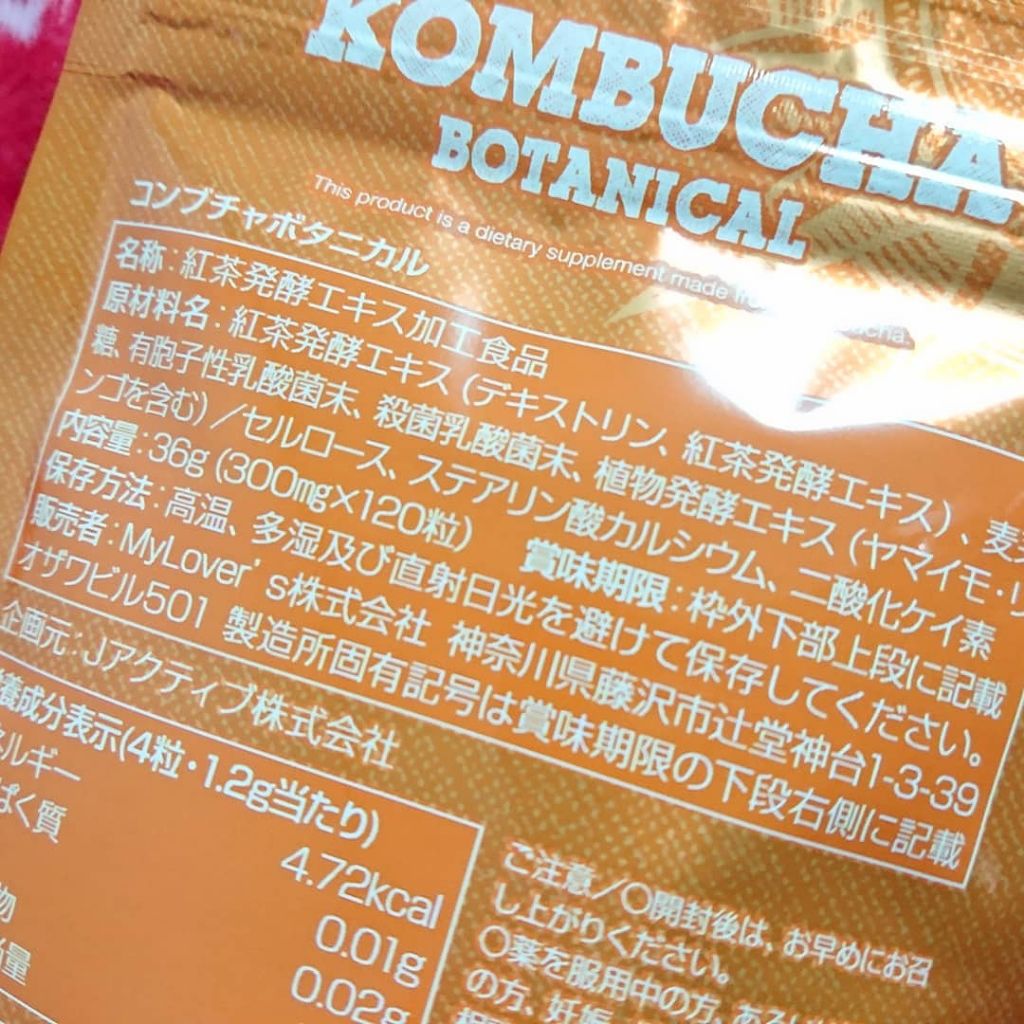 KOMBUCHA
BOTANICAL
This product is a dietary supplement made
コンブチャボタニカル
名称:紅茶発酵エキス加工食品
原材料名:紅茶発酵エキス(デキストリン、紅茶発酵エキス)、麦芽
糖、有胞子性乳酸菌末、殺菌乳酸菌末、植物発酵エキス(ヤマイモ・リ
ンゴを含む)/セルロース、ステアリン酸カルシウム、二酸化ケイ素
内容量:36g(300mg×120粒) 賞味期限:枠外下部上段に記載
保存方法:高温、多湿及び直射日光を避けて保存してください。
販売者:MyLover's株式会社 神奈川県藤沢市辻堂神台1-3-39
オザワビル501 製造所固有記号は賞味期限の下段右側に記載
企画元:Jアクティブ株式会社
養成分表示(4粒・1.2g当たり)
ネルギー 4.72kcal
ぱく質 0.01g
0.02g
物
当量
ご注意/○開封後は、お早めにお召
し上がりください。
○薬を服用中の方、
の方、妊娠